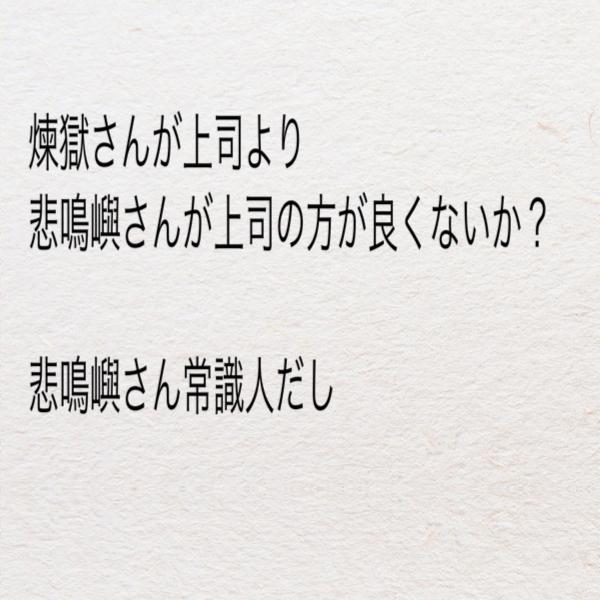 煉獄さんが上司より
悲鳴嶼さんが上司の方が良くないか？
悲鳴嶼さん常識人だし